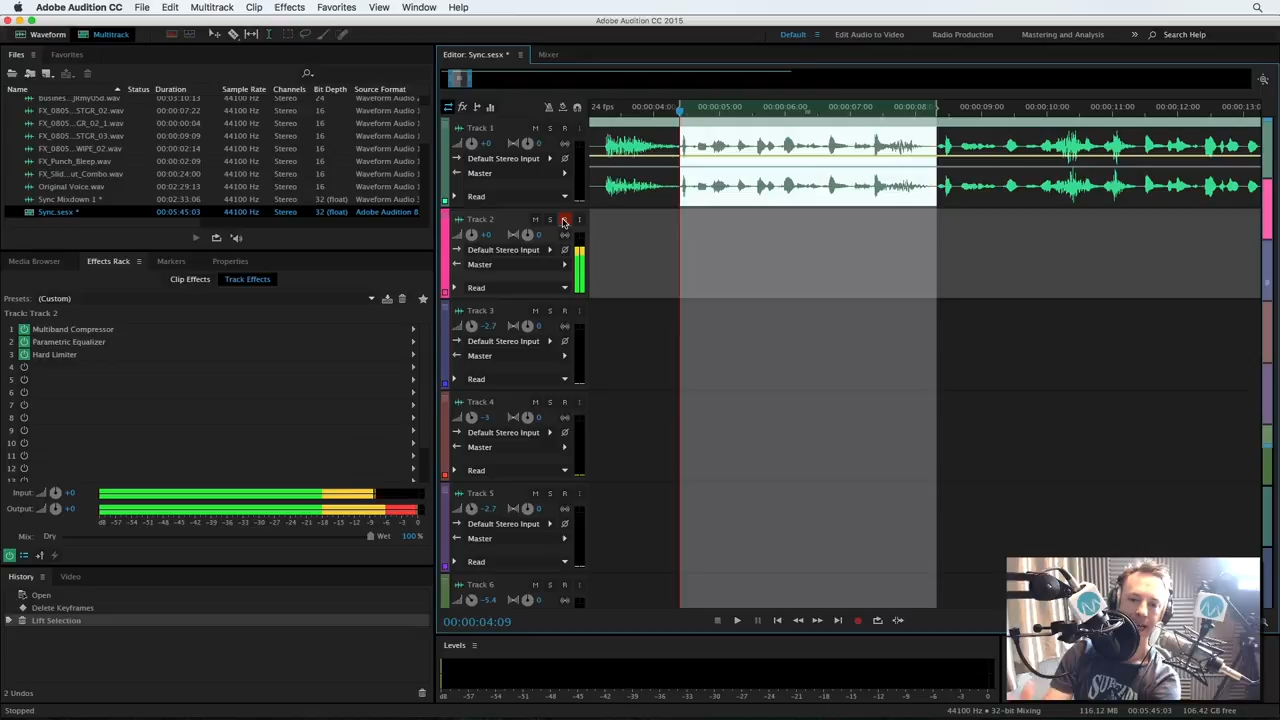 Adobe Audition CC File Edit Multitrack Clip Effects Favorites View Window Help
Adobe Audition CC 2015
Waveform Multitrack Default Edit Audio to Video Radio Production Mastering and Analysis Search Help
Files Favorites
Name Status Duration Sample Rate Channels Bit Depth Source Format
00:03:10:13 44100 Hz Stereo 24 Waveform Audio
FX_0805...STGR_02.wav 00:00:07:22 44100 Hz Stereo 16 Waveform Audio
FX_0805..._GR_02_1.wav 00:00:00:04 44100 Hz Stereo 16 Waveform Audio
FX_0805...STGR_03.wav 00:00:09:09 44100 Hz Stereo 16 Waveform Audio
FX_0805...WIPE_02.wav 00:00:02:14 44100 Hz Stereo 16 Waveform Audio
FX_Punch_Bleep.wav 00:00:02:09 44100 Hz Stereo 16 Waveform Audio
FX_Slid...ut_Combo.wav 00:00:04:01 44100 Hz Stereo 16 Waveform Audio
Original Voice.wav 00:02:29:13 44100 Hz Stereo 16 Waveform Audio
Sync Mixdown 1 * 00:02:33:06 44100 Hz Stereo 32 (float) Waveform Audio
Sync.sesx * 00:05:45:03 44100 Hz Stereo 32 (float) Adobe Audition
Media Browser Effects Rack Markers Properties
Clip Effects Track Effects
Presets: (Custom)
Track: Track 2
1 Multiband Compressor
2 Parametric Equalizer
3 Hard Limiter
4
5
6
7
8
9
10
11
12
Input: +0
Output: +0
dB -57 -54 -51 -48 -45 -42 -39 -36 -33 -30 -27 -24 -21 -18 -15 -12 -9 -6 -3 0
Mix: Dry Wet 100 %
History Video
Open
Delete Keyframes
Lift Selection
2 Undos
Stopped
Editor: Sync.sesx * Mixer
fx 24 fps 00:00:04:00 00:00:05:00 00:00:06:00 00:00:07:00 00:00:08: 00:00:09:00 00:00:10:00 00:00:11:00 00:00:12:00 00:00:13:0
Track 1 M S R I
+0 0
Default Stereo Input
Master
Read
Track 2 M S I
+0 0
Default Stereo Input
Master
Read
Track 3 M S R I
-2.7 0
Default Stereo Input
Master
Read
Track 4 M S R I
-3 0
Default Stereo Input
Master
Read
Track 5 M S R I
-2.7 0
Default Stereo Input
Master
Read
Track 6 M S R I
-5.4 0
00:00:04:09
Levels
dB -57 -54 -51 -48 -45 -42 -39 -36 -33 -30 -27 -24 -21 -18 -15 -12 -9 -6 -3 0
44100 Hz • 32-bit Mixing 116.12 MB 00:05:45:03 106.42 GB free